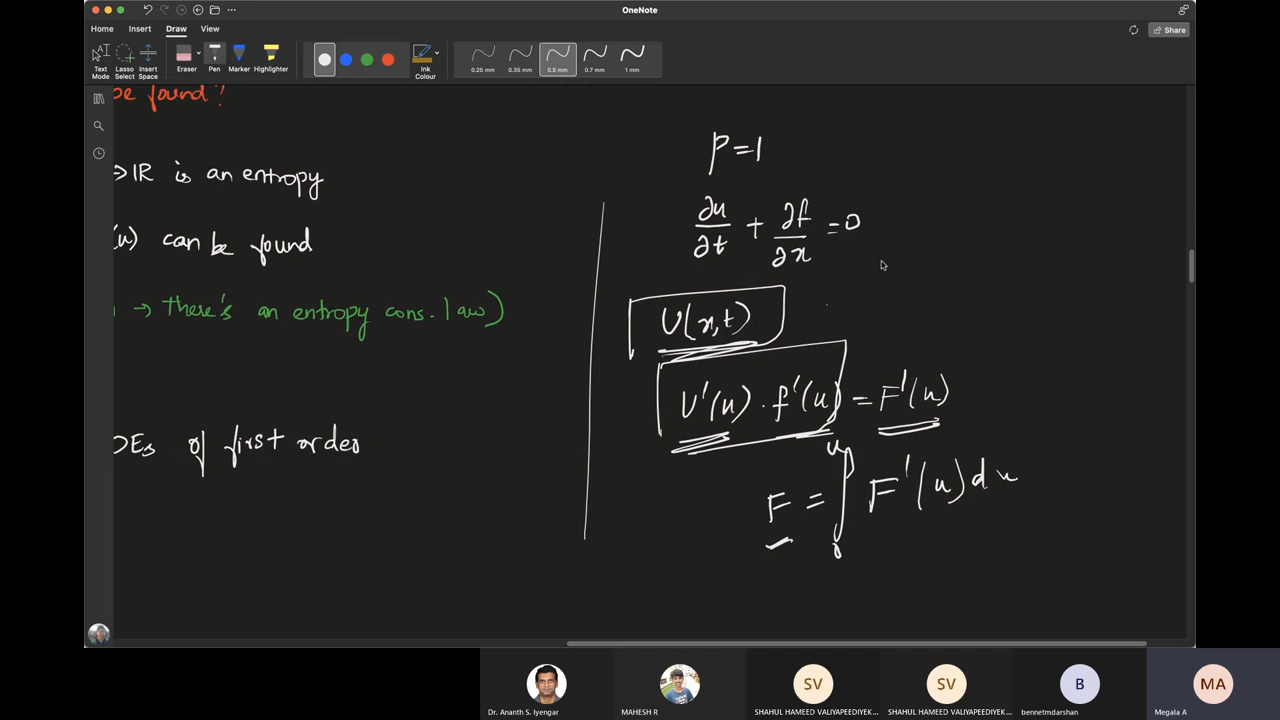 OneNote
Home Insert Draw View
Share
Text Mode
Lasso Select
Insert Space
Eraser
Pen
Marker
Highlighter
Ink Colour
0.25 mm
0.35 mm
0.5 mm
0.7 mm
1 mm
be found?
⇒ IR is an entropy
(u) can be found
→ There's an entropy cons. law)
DEs of first order
p = 1
∂u/∂t + ∂f/∂x = 0
U(x,t)
U'(u) · f'(u) = F'(u)
F = ∫₀ᵘ F'(u) du
Dr. Ananth S. Iyengar
MAHESH R
SV
SHAHUL HAMEED VALIYAPEEDIYEK...
SV
SHAHUL HAMEED VALIYAPEEDIYEK...
B
bennetmdarshan
MA
Megala A